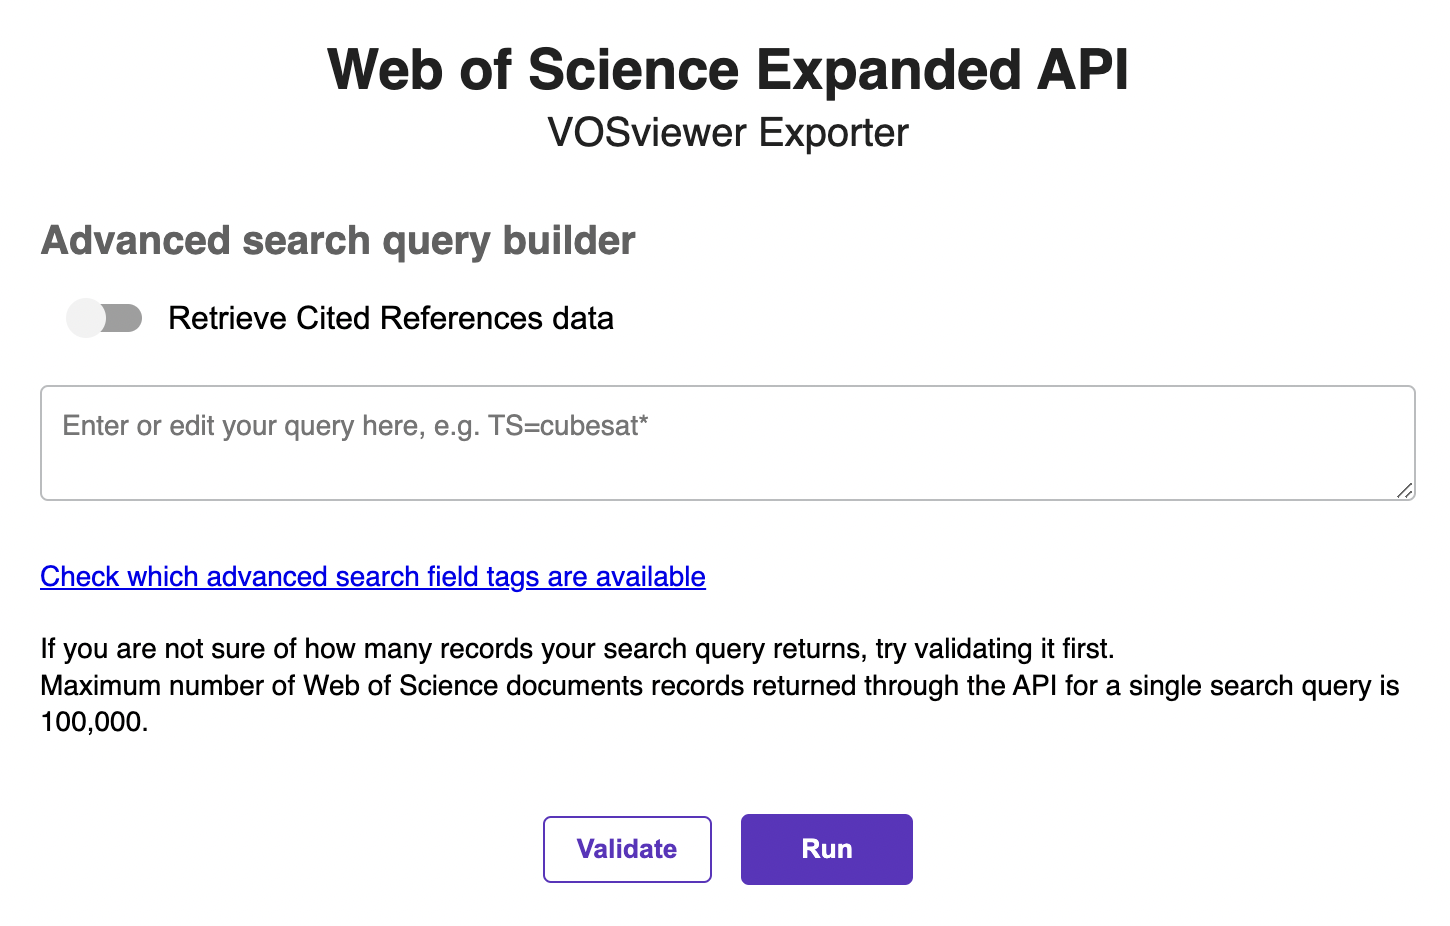 Web of Science Expanded API
VOSviewer Exporter
Advanced search query builder
Retrieve Cited References data
Enter or edit your query here, e.g. TS=cubesat*
Check which advanced search field tags are available
If you are not sure of how many records your search query returns, try validating it first.
Maximum number of Web of Science documents records returned through the API for a single search query is
100,000.
Validate
Run